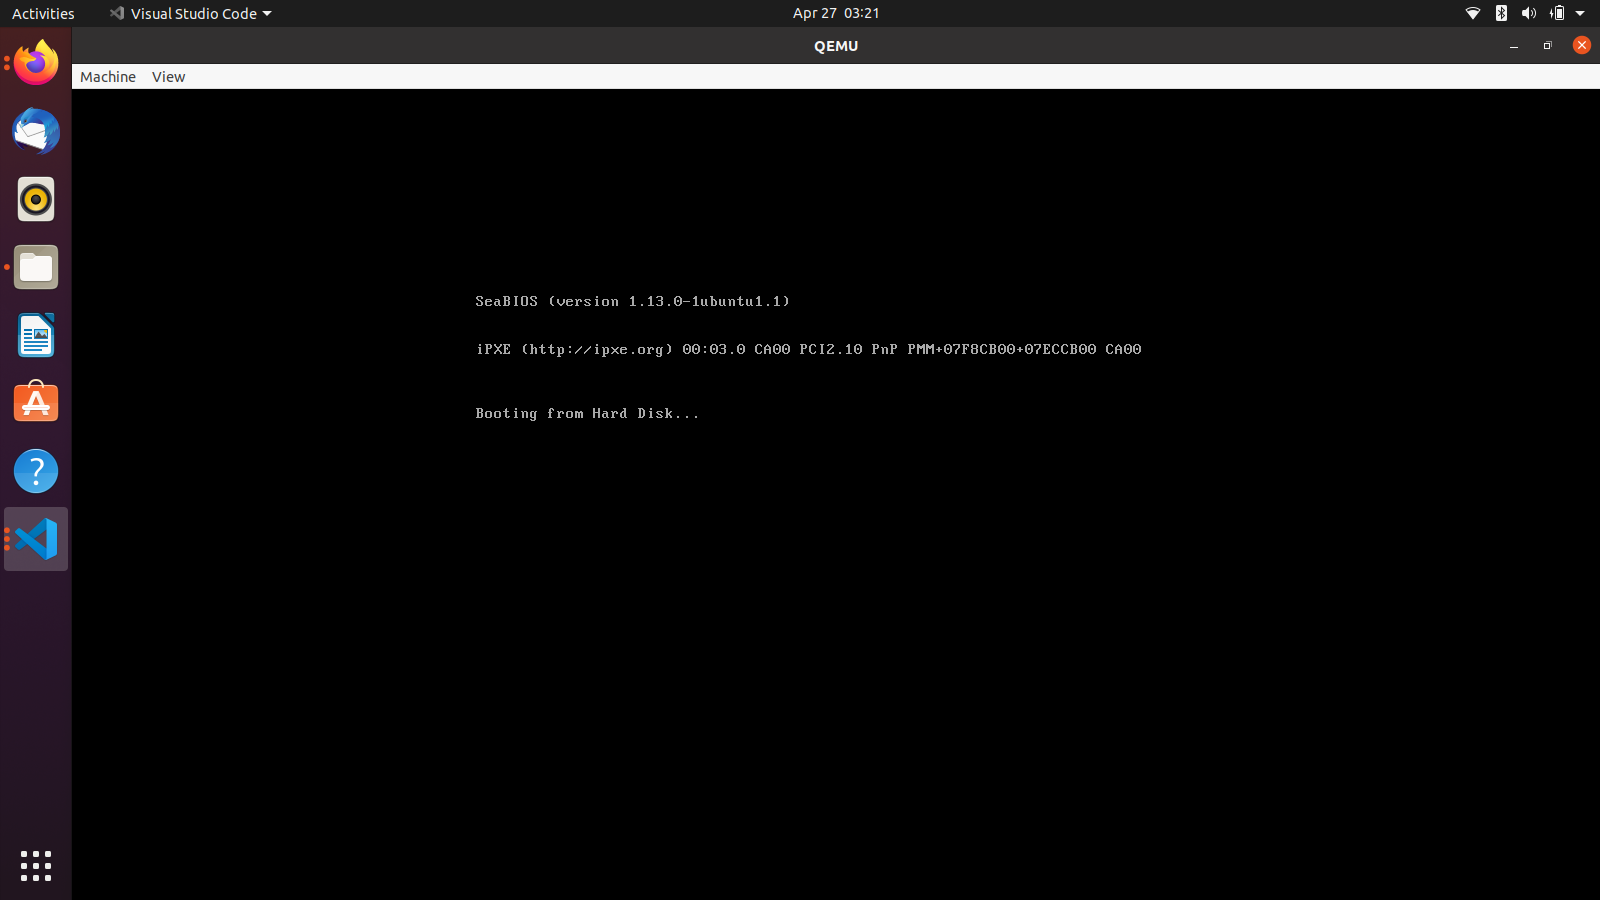 Activities
Visual Studio Code
Apr 27 03:21
QEMU
Machine View
SeaBIOS (version 1.13.0-1ubuntu1.1)
iPXE (http://ipxe.org) 00:03.0 CA00 PCI2.10 PnP PMM+07F8CB00+07ECCB00 CA00
Booting from Hard Disk...